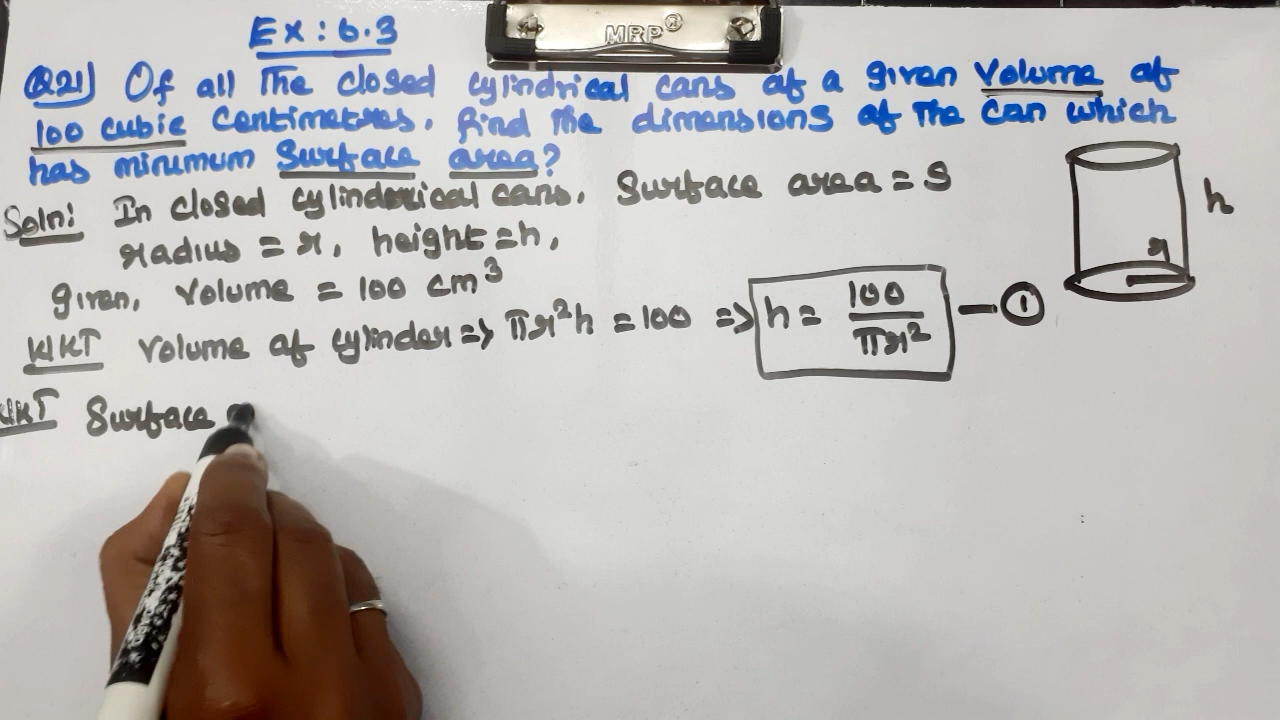 MRP®
Ex: 6.3
Q21) Of all The closed cylindrical cans of a given Volume of
100 cubic Centimetres, find the dimensions of the can which
has minimum Surface area?
Soln: In closed cylinderical cans, Surface area = S
radius = r, height = h,
given, volume = 100 cm³
WKT volume of cylinder => πr²h = 100 => h = 100/πr² — ①
WKT Surface
h
r